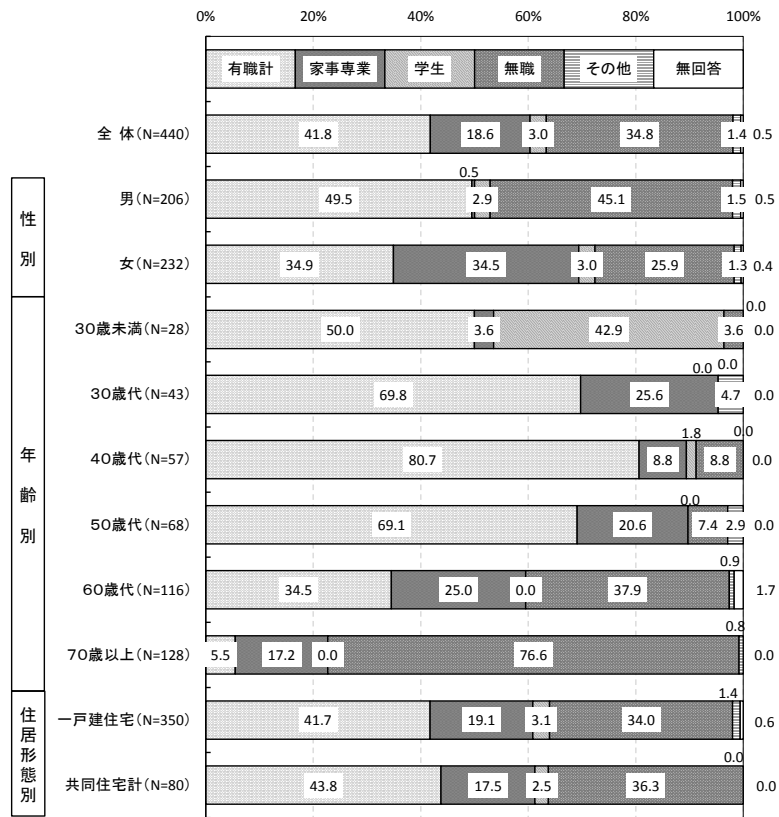 0% 20% 40% 60% 80% 100%
有職計 家事専業 学生 無職 その他 無回答
全 体(N=440) 41.8 18.6 3.0 34.8 1.4 0.5
性別
0.5
男(N=206) 49.5 2.9 45.1 1.5 0.5
女(N=232) 34.9 34.5 3.0 25.9 1.3 0.4
年齢別
0.0
30歳未満(N=28) 50.0 3.6 42.9 3.6 0.0
0.0 0.0
30歳代(N=43) 69.8 25.6 4.7 0.0
1.8 0.0
40歳代(N=57) 80.7 8.8 8.8 0.0
0.0
50歳代(N=68) 69.1 20.6 7.4 2.9 0.0
0.9
60歳代(N=116) 34.5 25.0 0.0 37.9 1.7
0.8
70歳以上(N=128) 5.5 17.2 0.0 76.6 0.0
住居形態別
1.4
一戸建住宅(N=350) 41.7 19.1 3.1 34.0 0.6
0.0
共同住宅計(N=80) 43.8 17.5 2.5 36.3 0.0